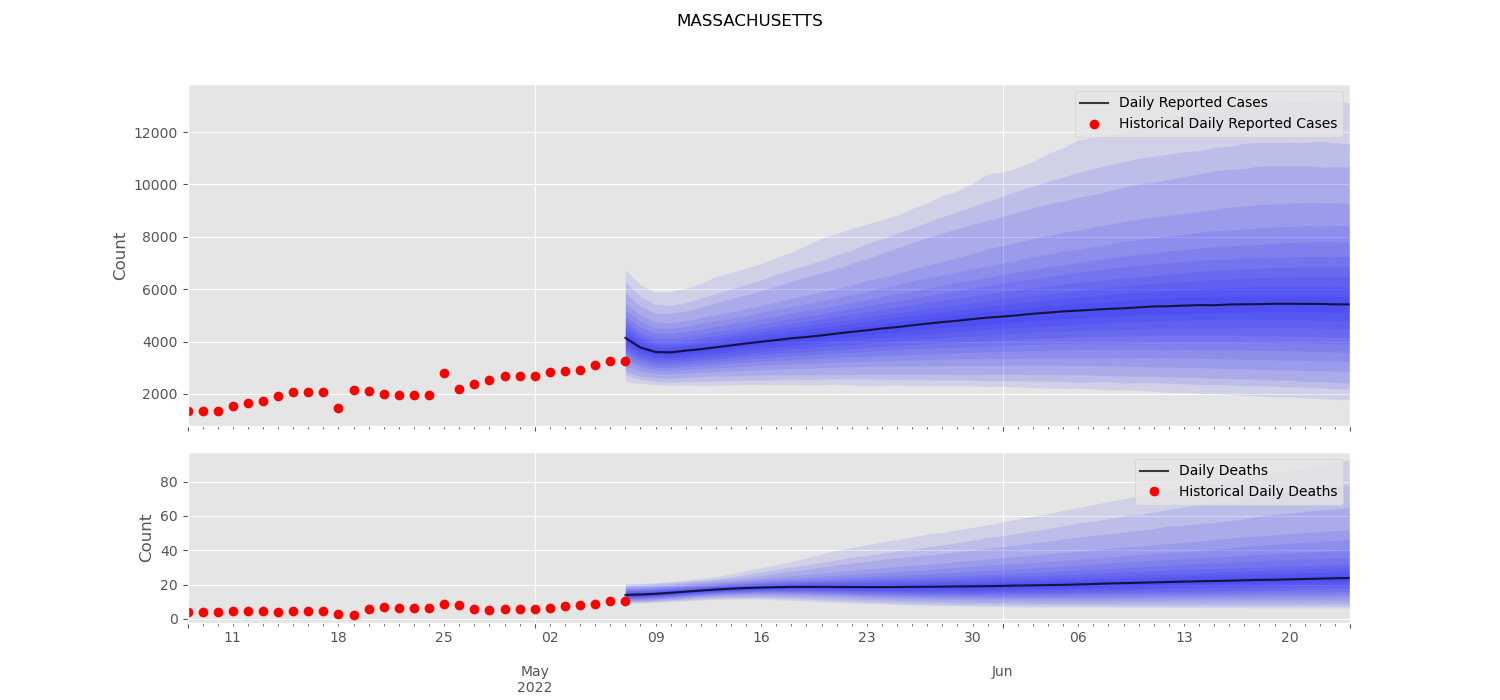 MASSACHUSETTS
Daily Reported Cases
Historical Daily Reported Cases
Count
12000
10000
8000
6000
4000
2000
Daily Deaths
Historical Daily Deaths
Count
80
60
40
20
0
11 18 25 02 09 16 23 30 06 13 20
May Jun
2022